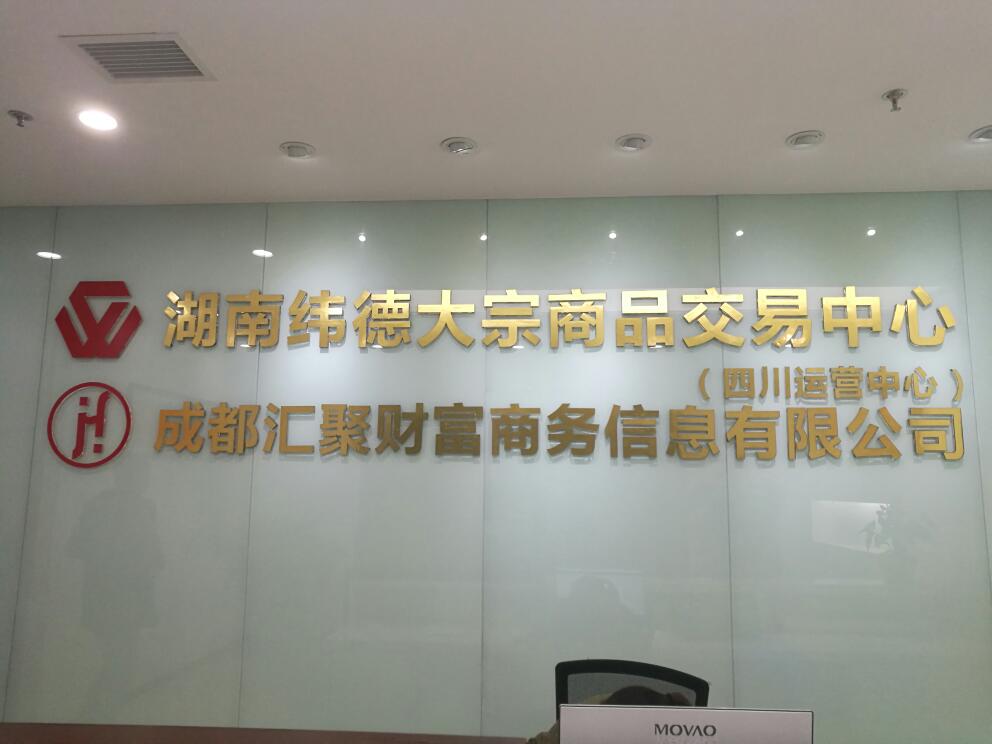 湖南纬德大宗商品交易中心
（四川运营中心）
成都汇聚财富商务信息有限公司
MOVAO